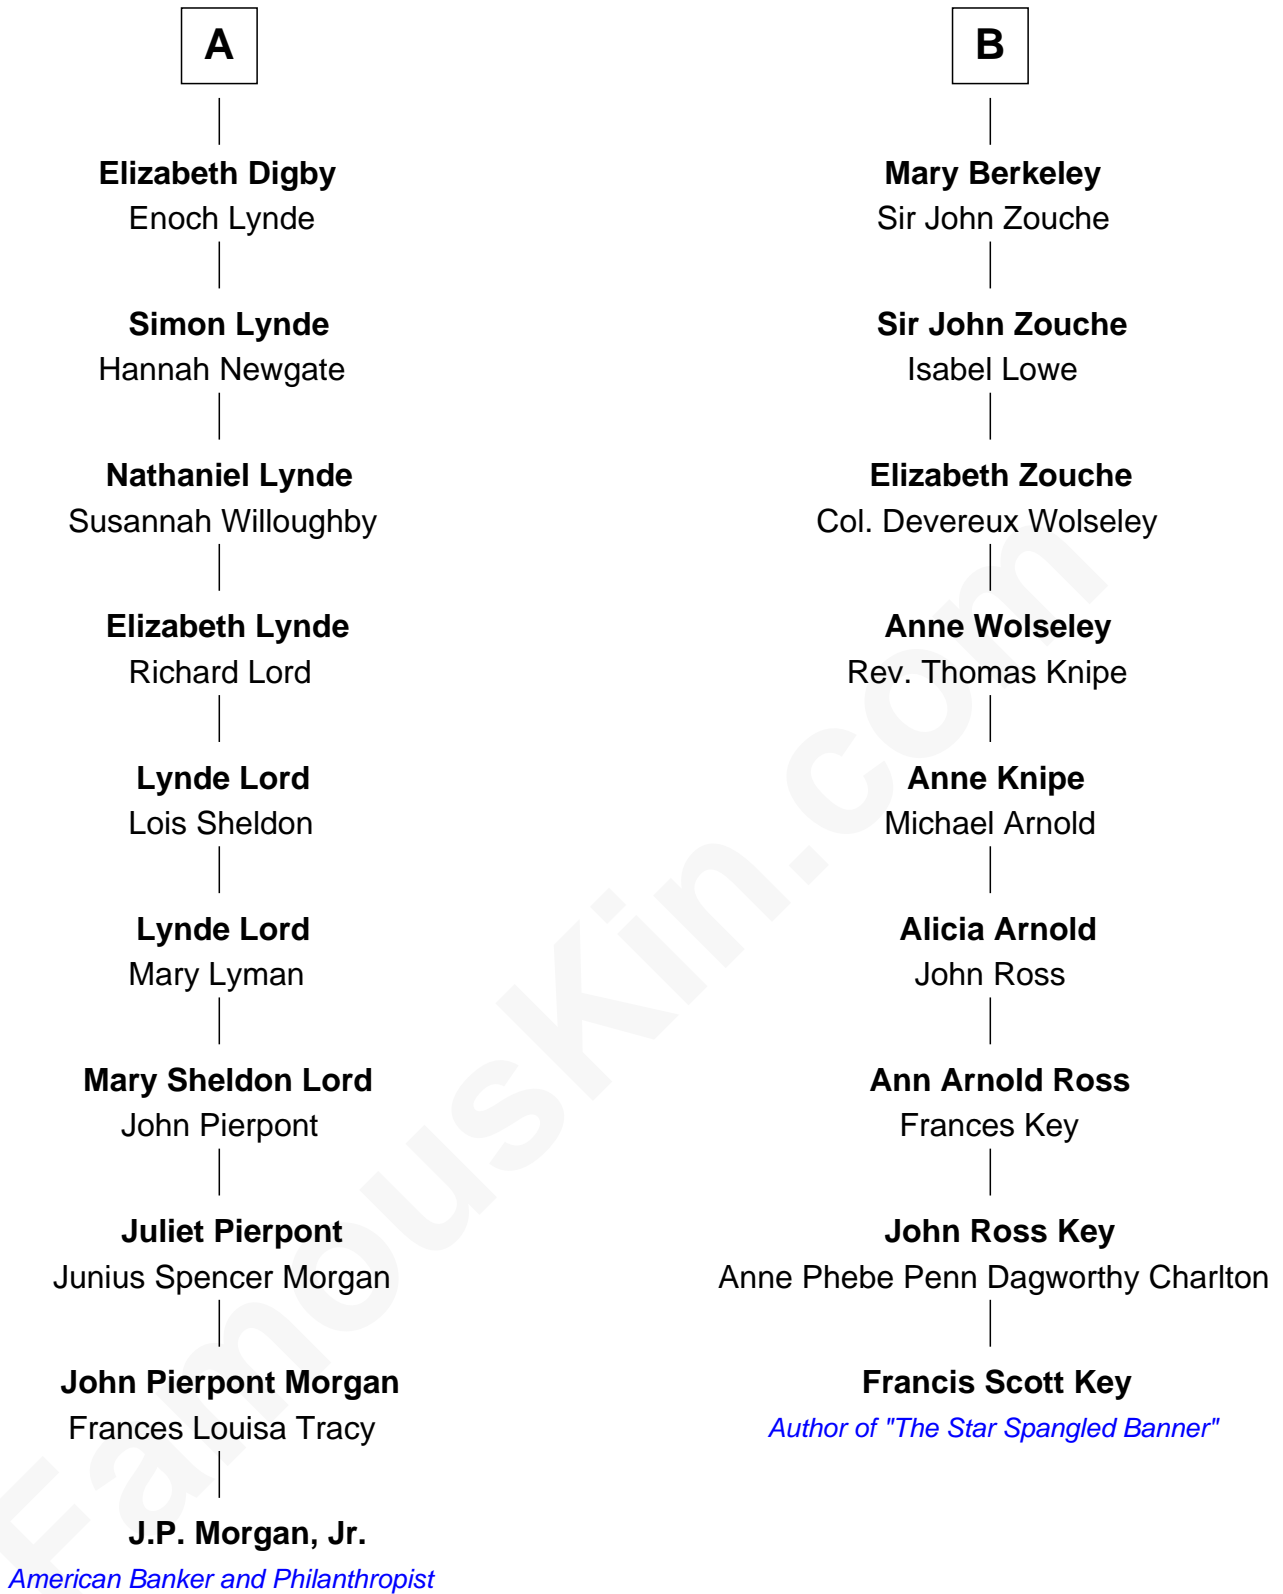 A
Elizabeth Digby
Enoch Lynde
Simon Lynde
Hannah Newgate
Nathaniel Lynde
Susannah Willoughby
Elizabeth Lynde
Richard Lord
Lynde Lord
Lois Sheldon
Lynde Lord
Mary Lyman
Mary Sheldon Lord
John Pierpont
Juliet Pierpont
Junius Spencer Morgan
John Pierpont Morgan
Frances Louisa Tracy
J.P. Morgan, Jr.
American Banker and Philanthropist
B
Mary Berkeley
Sir John Zouche
Sir John Zouche
Isabel Lowe
Elizabeth Zouche
Col. Devereux Wolseley
Anne Wolseley
Rev. Thomas Knipe
Anne Knipe
Michael Arnold
Alicia Arnold
John Ross
Ann Arnold Ross
Frances Key
John Ross Key
Anne Phebe Penn Dagworthy Charlton
Francis Scott Key
Author of "The Star Spangled Banner"
FamousKin.com